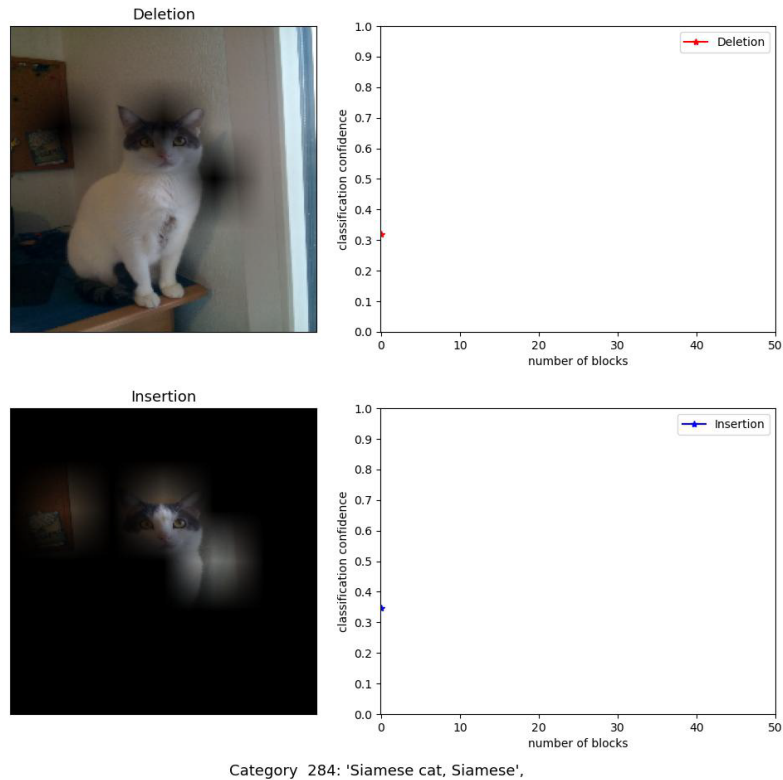 Deletion
1.0
0.9
0.8
0.7
0.6
0.5
0.4
0.3
0.2
0.1
0.0
classification confidence
Deletion
0 10 20 30 40 50
number of blocks
Insertion
1.0
0.9
0.8
0.7
0.6
0.5
0.4
0.3
0.2
0.1
0.0
classification confidence
Insertion
0 10 20 30 40 50
number of blocks
Category  284: 'Siamese cat, Siamese',